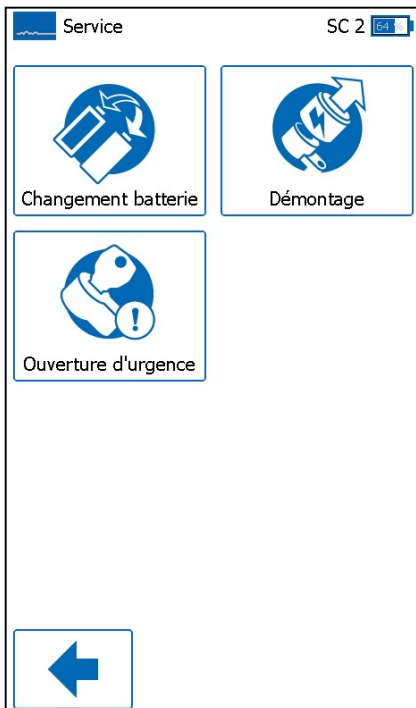 Service SC 2 64 %
Changement batterie Démontage
Ouverture d'urgence
!